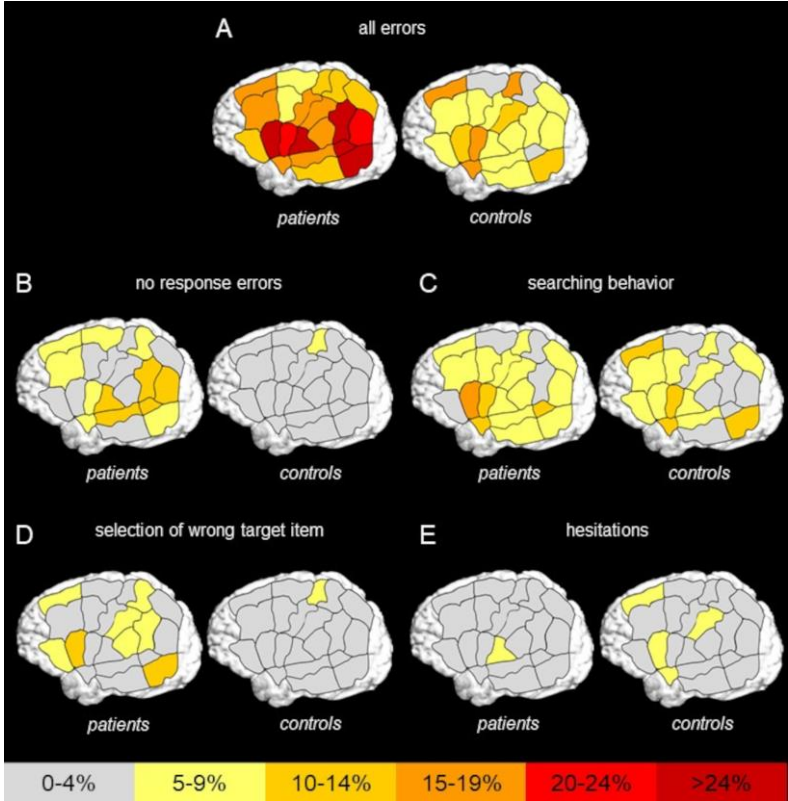 A all errors
patients controls
B no response errors
C searching behavior
patients controls
patients controls
D selection of wrong target item
E hesitations
patients controls
patients controls
0-4% 5-9% 10-14% 15-19% 20-24% >24%